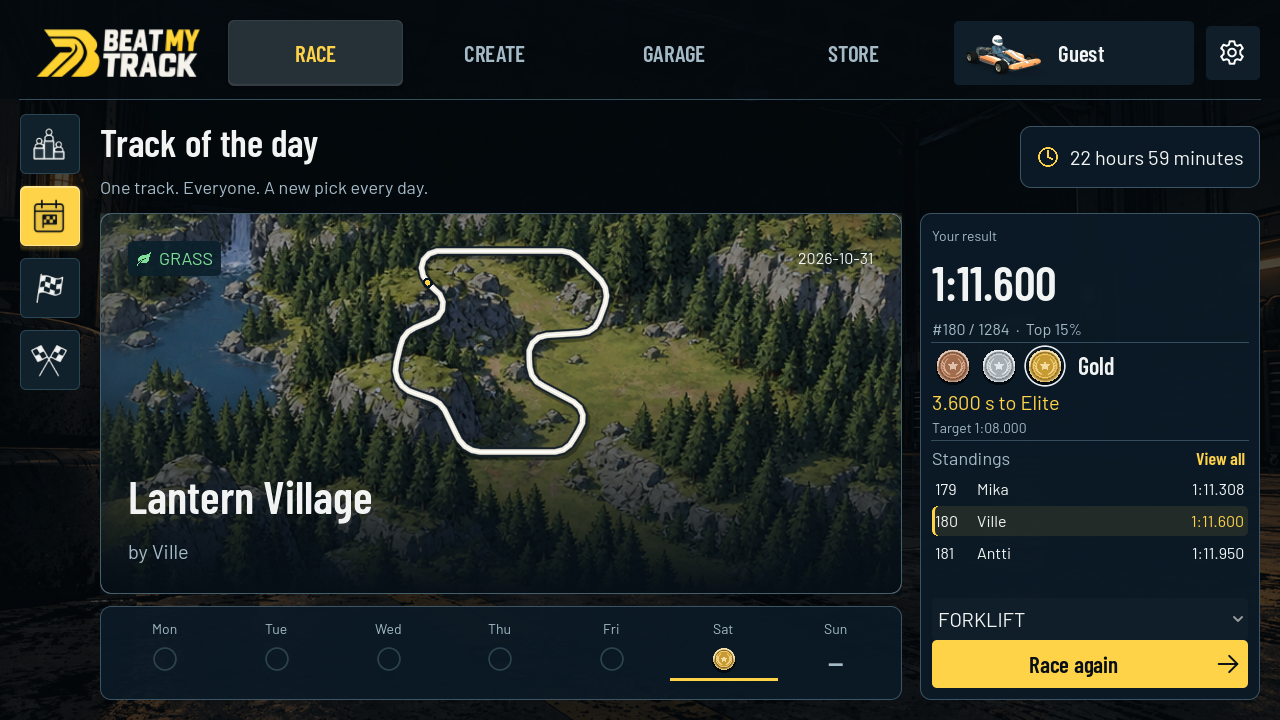 BEATMY
TRACK
RACE
CREATE
GARAGE
STORE
Guest
Track of the day
One track. Everyone. A new pick every day.
22 hours 59 minutes
GRASS
2026-10-31
Lantern Village
by Ville
Mon
Tue
Wed
Thu
Fri
Sat
Sun
–
Your result
1:11.600
#180 / 1284 · Top 15%
Gold
3.600 s to Elite
Target 1:08.000
Standings View all
179 Mika 1:11.308
180 Ville 1:11.600
181 Antti 1:11.950
FORKLIFT
Race again